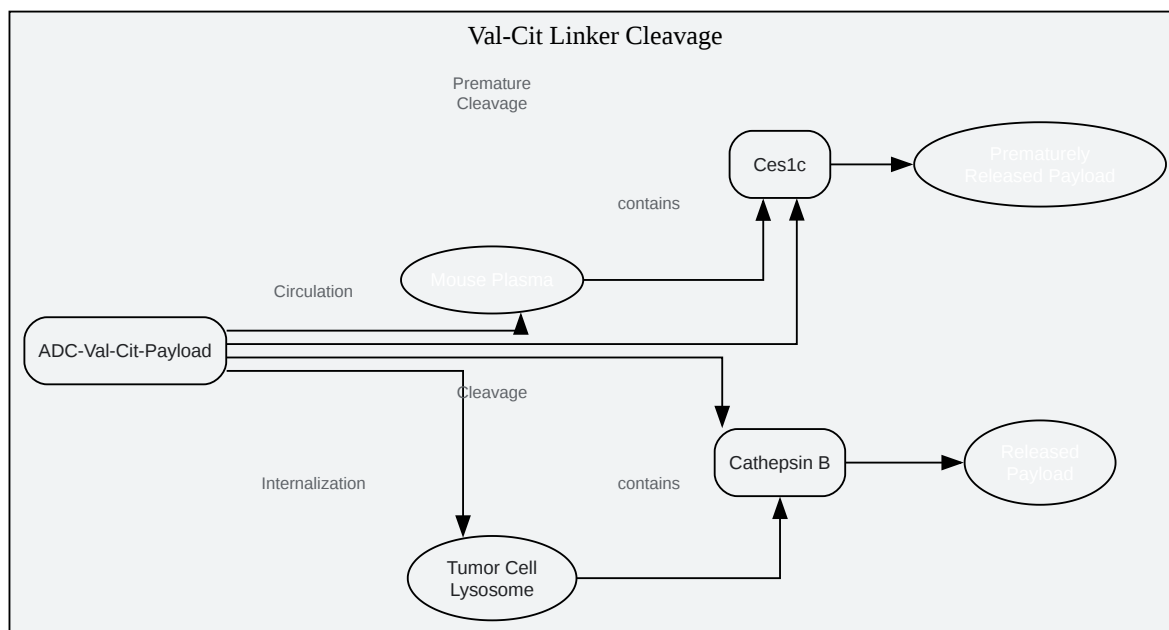 Val-Cit Linker Cleavage
Premature
Cleavage
Ces1c
Prematurely
Released Payload
contains
Mouse Plasma
Circulation
ADC-Val-Cit-Payload
Cleavage
Cathepsin B
Released
Payload
Internalization
contains
Tumor Cell
Lysosome